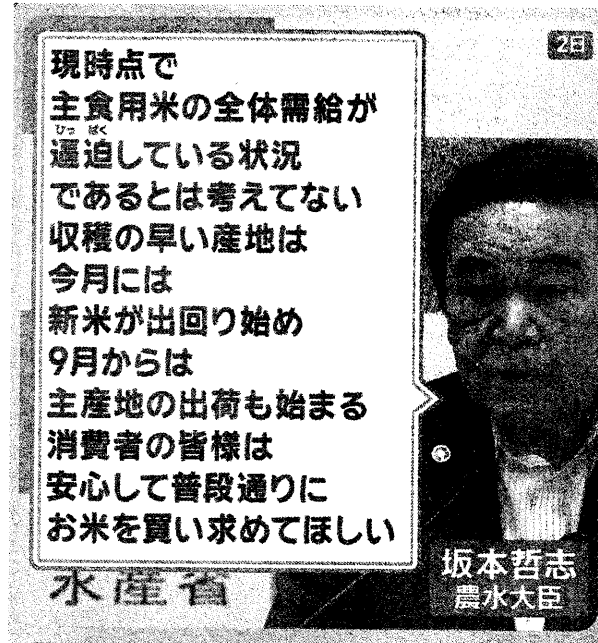 2日
現時点で
主食用米の全体需給が
ひっ ぱく
逼迫している状況
であるとは考えてない
収穫の早い産地は
今月には
新米が出回り始め
9月からは
主産地の出荷も始まる
消費者の皆様は
安心して普段通りに
お米を買い求めてほしい
水産省
坂本哲志
農水大臣